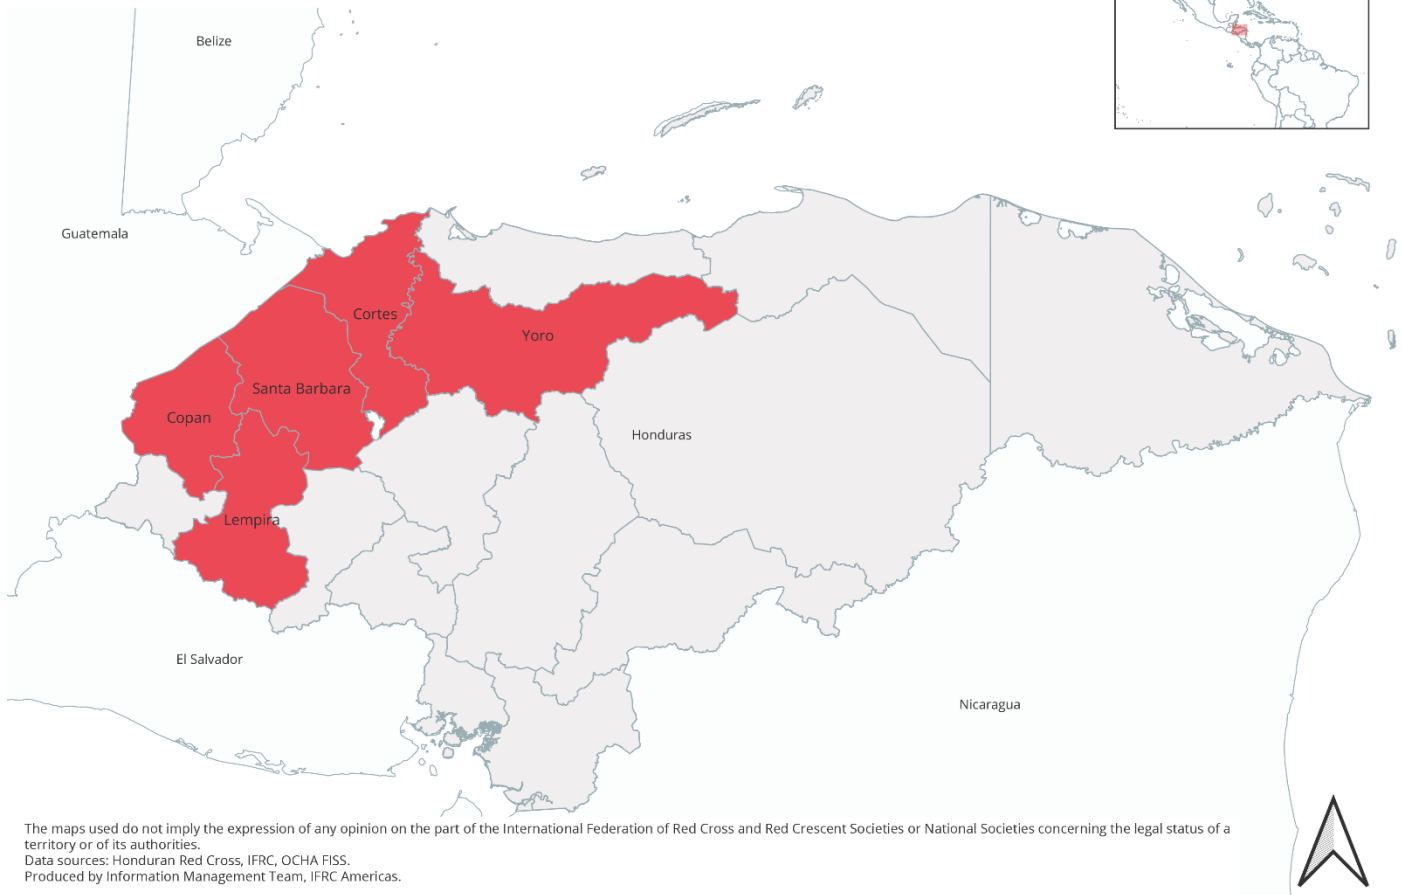 Belize
Guatemala
Cortes
Yoro
Santa Barbara
Copan
Honduras
Lempira
El Salvador
Nicaragua
The maps used do not imply the expression of any opinion on the part of the International Federation of Red Cross and Red Crescent Societies or National Societies concerning the legal status of a
territory or of its authorities.
Data sources: Honduran Red Cross, IFRC, OCHA FISS.
Produced by Information Management Team, IFRC Americas.